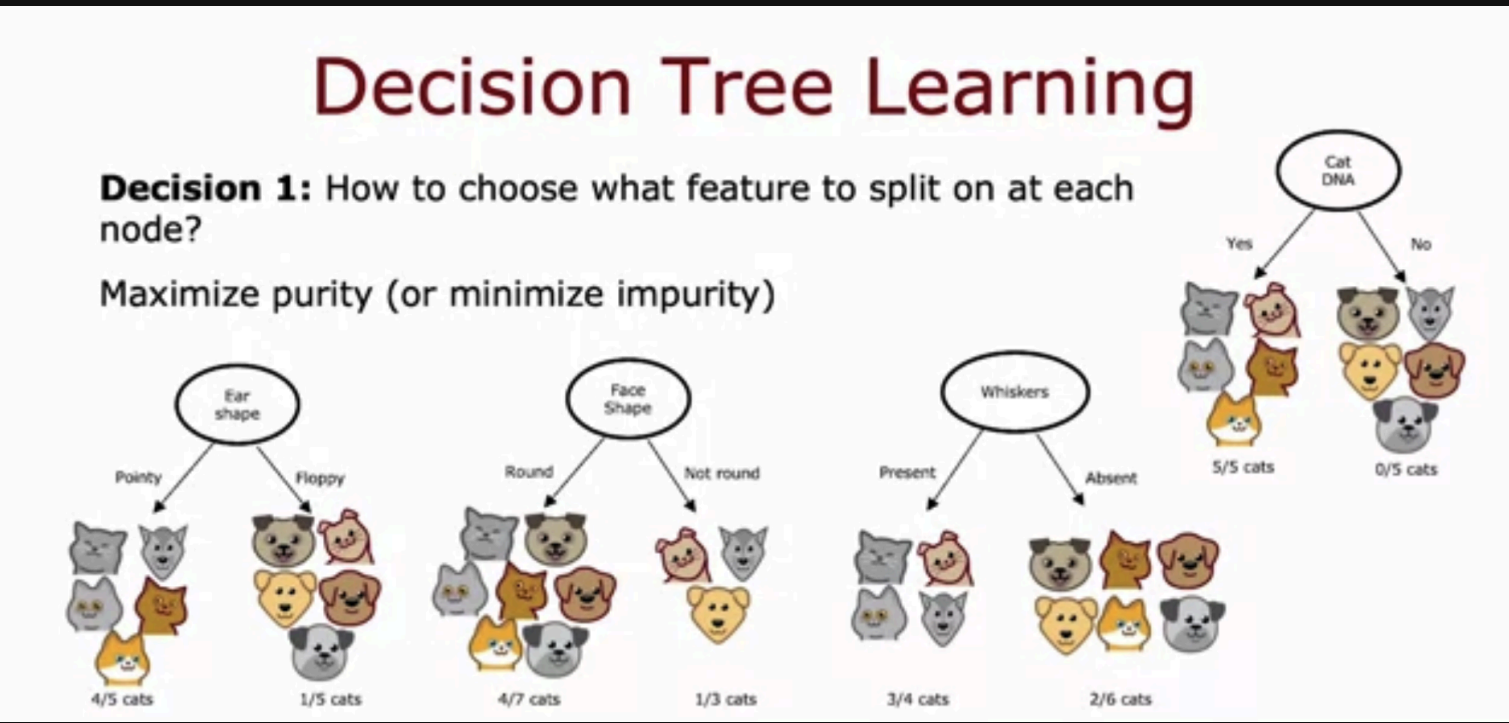 Decision Tree Learning
Decision 1: How to choose what feature to split on at each
node?
Maximize purity (or minimize impurity)
Cat
DNA
Yes
No
5/5 cats
0/5 cats
Ear
shape
Pointy
Floppy
4/5 cats
1/5 cats
Face
Shape
Round
Not round
4/7 cats
1/3 cats
Whiskers
Present
Absent
3/4 cats
2/6 cats